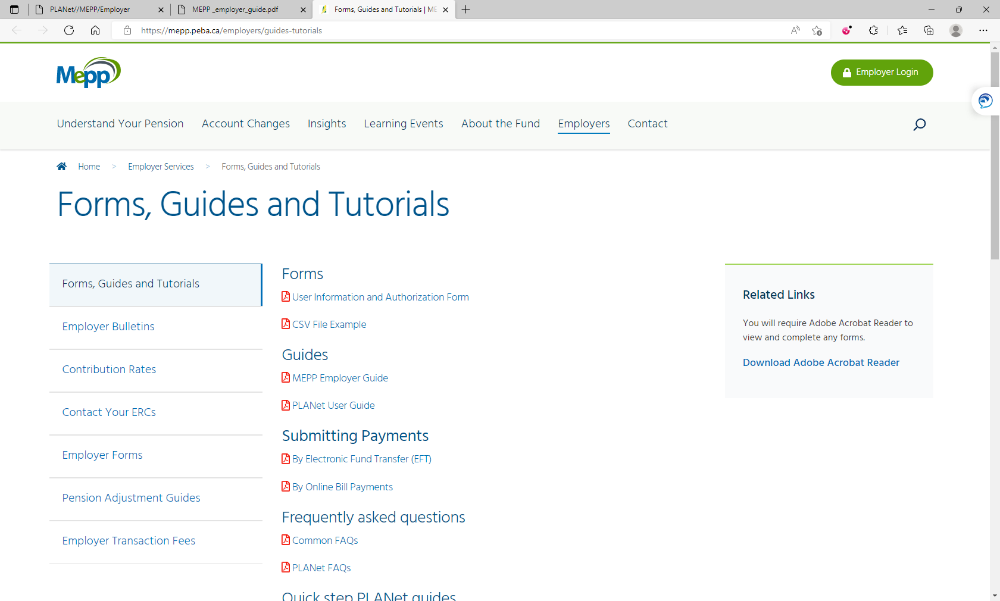 PLANet//MEPP/Employer
MEPP _employer_guide.pdf
Forms, Guides and Tutorials | ME
https://mepp.peba.ca/employers/guides-tutorials
Mepp
Employer Login
Understand Your Pension
Account Changes
Insights
Learning Events
About the Fund
Employers
Contact
Home > Employer Services > Forms, Guides and Tutorials
Forms, Guides and Tutorials
Forms, Guides and Tutorials
Employer Bulletins
Contribution Rates
Contact Your ERCs
Employer Forms
Pension Adjustment Guides
Employer Transaction Fees
Forms
User Information and Authorization Form
CSV File Example
Guides
MEPP Employer Guide
PLANet User Guide
Submitting Payments
By Electronic Fund Transfer (EFT)
By Online Bill Payments
Frequently asked questions
Common FAQs
PLANet FAQs
Quick step PLANet guides
Related Links
You will require Adobe Acrobat Reader to
view and complete any forms.
Download Adobe Acrobat Reader